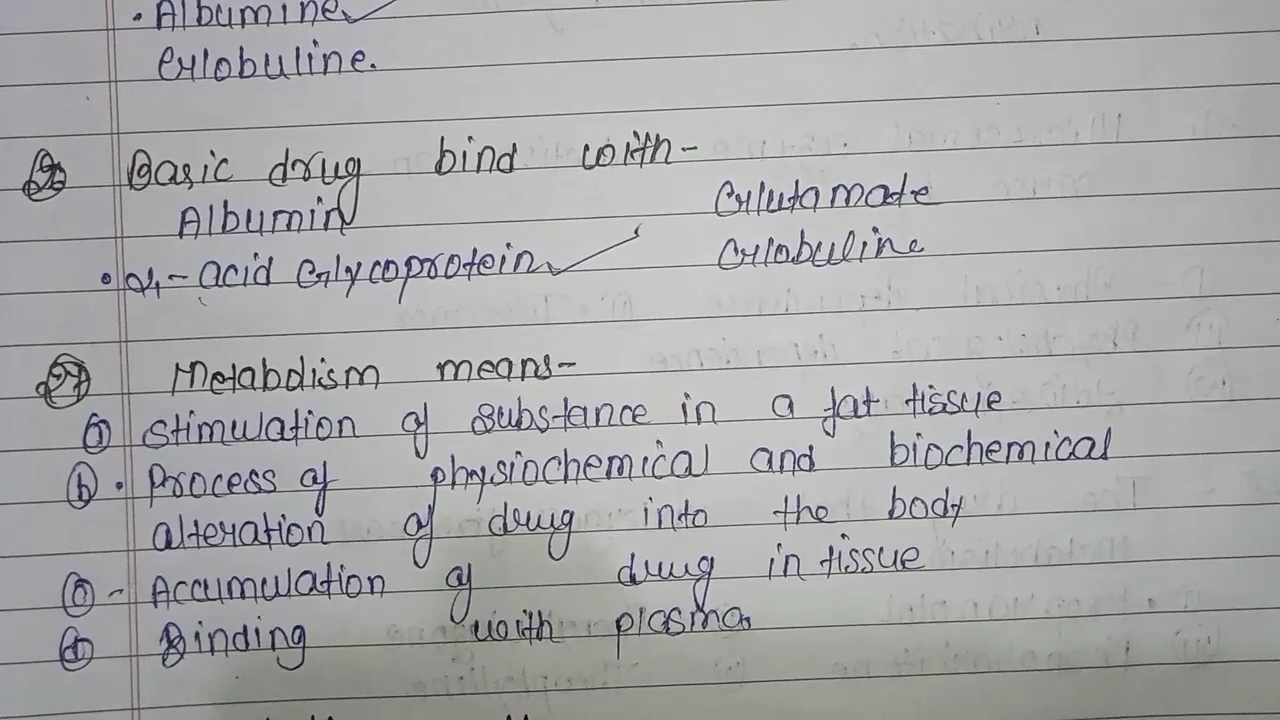 • Albumine ✓
Globuline.
26 Basic drug bind with-
Albumin Glutamate
• α1-acid Glycoprotein ✓ Globuline
27 Metabolism means-
a Stimulation of substance in a fat tissue
b • Process of physiochemical and biochemical
alteration of drug into the body
c - Accumulation of drug in tissue
d Binding with plasma